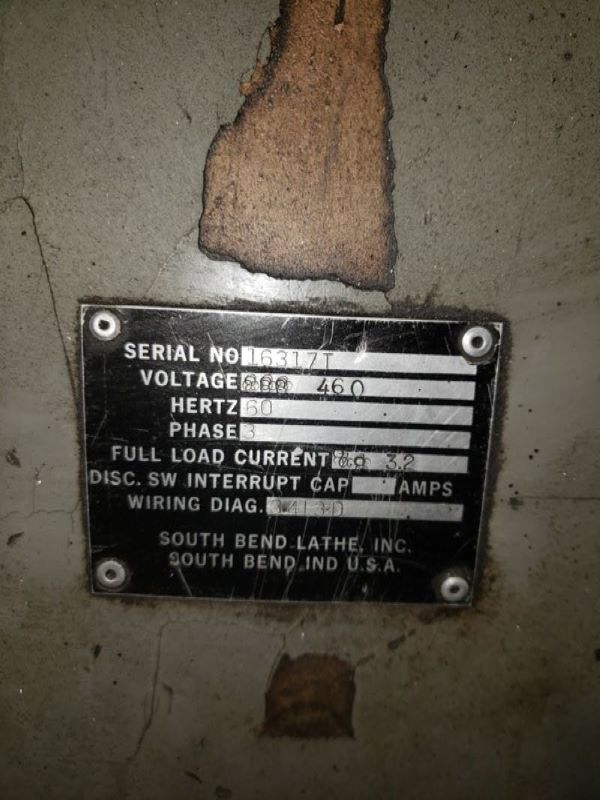 SERIAL NO 16317T
VOLTAGE 460
HERTZ 60
PHASE 3
FULL LOAD CURRENT 3.2
DISC. SW INTERRUPT CAP AMPS
WIRING DIAG.
SOUTH BEND LATHE, INC.
SOUTH BEND IND U.S.A.